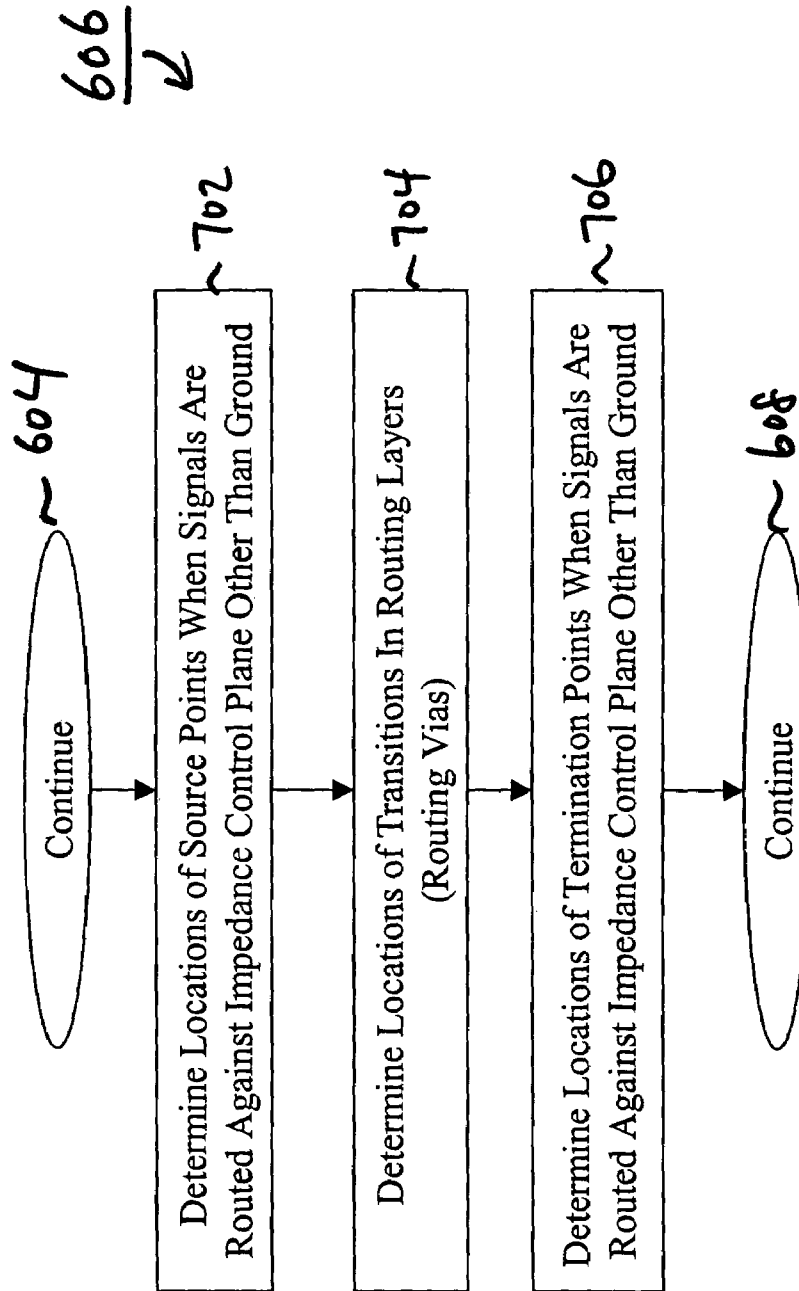 606
~ 604
Continue
~ 702
Determine Locations of Source Points When Signals Are
Routed Against Impedance Control Plane Other Than Ground
~ 704
Determine Locations of Transitions In Routing Layers
(Routing Vias)
~ 706
Determine Locations of Termination Points When Signals Are
Routed Against Impedance Control Plane Other Than Ground
~ 608
Continue